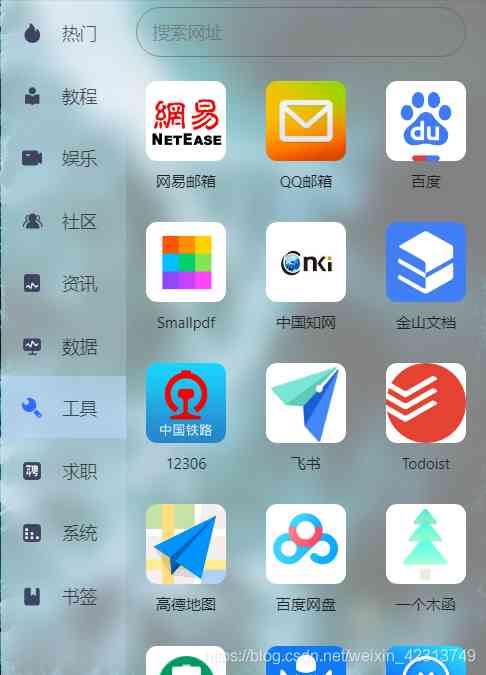 热门
教程
娱乐
社区
资讯
数据
工具
求职
系统
书签
搜索网址
網易
NETEASE
网易邮箱
QQ邮箱
du
百度
Smallpdf
CNKI
中国知网
金山文档
中国铁路
12306
飞书
Todoist
高德地图
百度网盘
一个木函
聘
https://blog.csdn.net/weixin_42313749